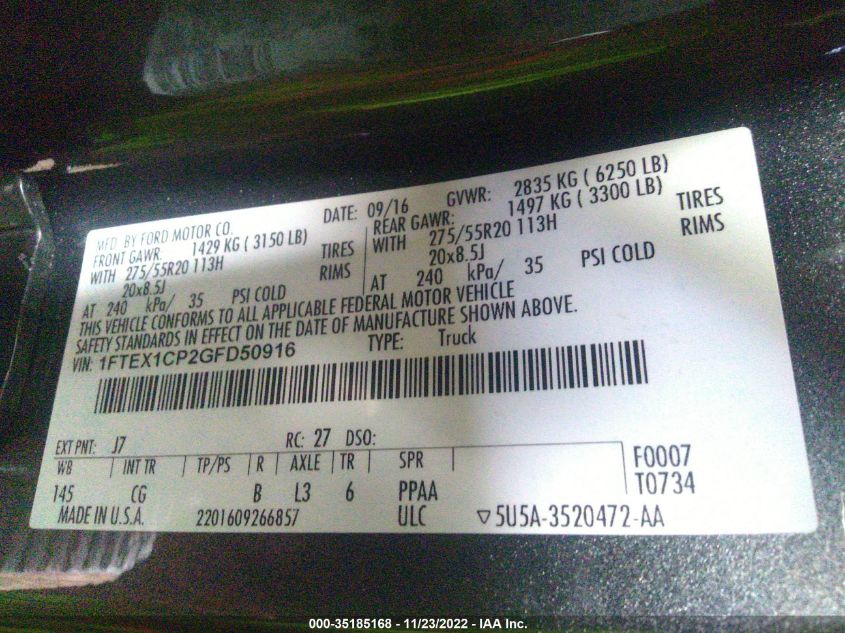 MFD. BY FORD MOTOR CO. DATE: 09/16 GVWR: 2835 KG ( 6250 LB)
FRONT GAWR: 1429 KG ( 3150 LB) REAR GAWR: 1497 KG ( 3300 LB)
WITH 275/55R20 113H TIRES WITH 275/55R20 113H TIRES
20x8.5J RIMS 20x8.5J RIMS
AT 240 kPa/ 35 PSI COLD AT 240 kPa/ 35 PSI COLD
THIS VEHICLE CONFORMS TO ALL APPLICABLE FEDERAL MOTOR VEHICLE
SAFETY STANDARDS IN EFFECT ON THE DATE OF MANUFACTURE SHOWN ABOVE.
VIN: 1FTEX1CP2GFD50916 TYPE: Truck
EXT PNT: J7 RC: 27 DSO:
WB INT TR TP/PS R AXLE TR SPR F0007
145 CG B L3 6 PPAA T0734
MADE IN U.S.A. 2201609266857 ULC ▽5U5A-3520472-AA
000-35185168 - 11/23/2022 - IAA Inc.